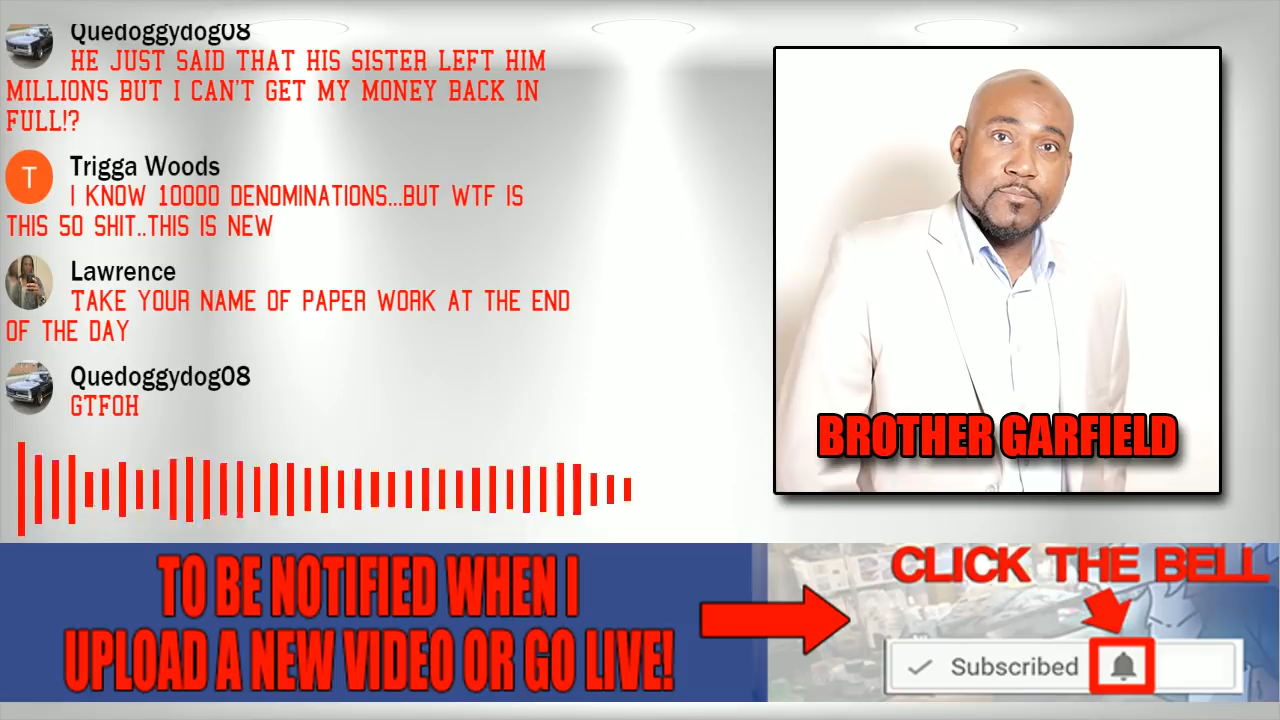 Quedoggydog08
HE JUST SAID THAT HIS SISTER LEFT HIM
MILLIONS BUT I CAN'T GET MY MONEY BACK IN
FULL!?
T
Trigga Woods
I KNOW 10000 DENOMINATIONS...BUT WTF IS
THIS 50 SHIT..THIS IS NEW
Lawrence
TAKE YOUR NAME OF PAPER WORK AT THE END
OF THE DAY
Quedoggydog08
GTFOH
BROTHER GARFIELD
TO BE NOTIFIED WHEN I
UPLOAD A NEW VIDEO OR GO LIVE!
CLICK THE BELL
Subscribed